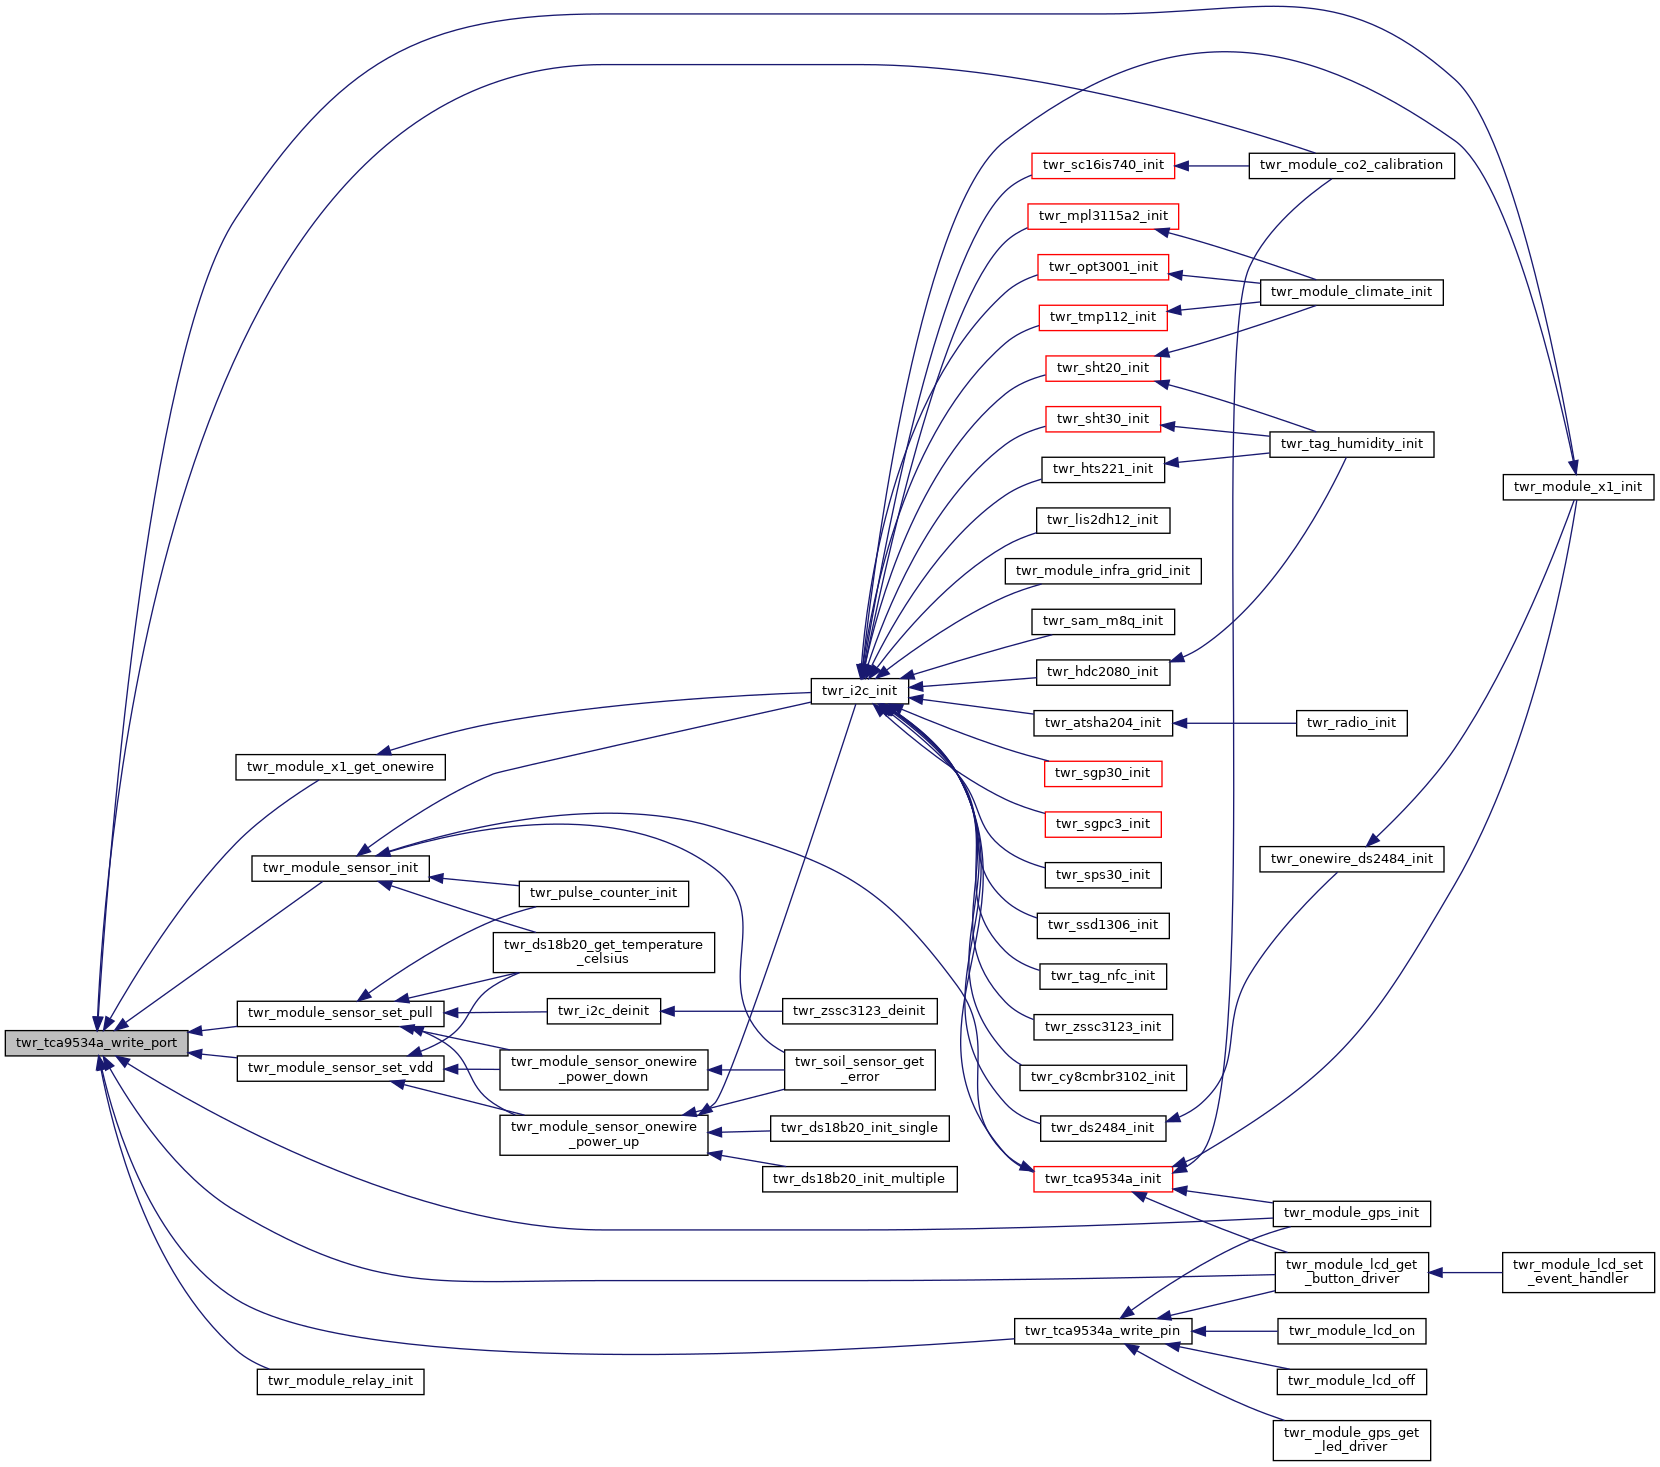 twr_sc16is740_init
twr_module_co2_calibration
twr_mpl3115a2_init
twr_opt3001_init
twr_module_climate_init
twr_tmp112_init
twr_sht20_init
twr_sht30_init
twr_tag_humidity_init
twr_hts221_init
twr_module_x1_init
twr_lis2dh12_init
twr_module_infra_grid_init
twr_sam_m8q_init
twr_hdc2080_init
twr_i2c_init
twr_atsha204_init
twr_radio_init
twr_module_x1_get_onewire
twr_sgp30_init
twr_sgpc3_init
twr_onewire_ds2484_init
twr_module_sensor_init
twr_sps30_init
twr_pulse_counter_init
twr_ssd1306_init
twr_ds18b20_get_temperature
_celsius
twr_tag_nfc_init
twr_module_sensor_set_pull
twr_i2c_deinit
twr_zssc3123_deinit
twr_zssc3123_init
twr_tca9534a_write_port
twr_module_sensor_set_vdd
twr_module_sensor_onewire
_power_down
twr_soil_sensor_get
_error
twr_cy8cmbr3102_init
twr_module_sensor_onewire
_power_up
twr_ds18b20_init_single
twr_ds2484_init
twr_ds18b20_init_multiple
twr_tca9534a_init
twr_module_gps_init
twr_module_lcd_get
_button_driver
twr_module_lcd_set
_event_handler
twr_tca9534a_write_pin
twr_module_lcd_on
twr_module_relay_init
twr_module_lcd_off
twr_module_gps_get
_led_driver